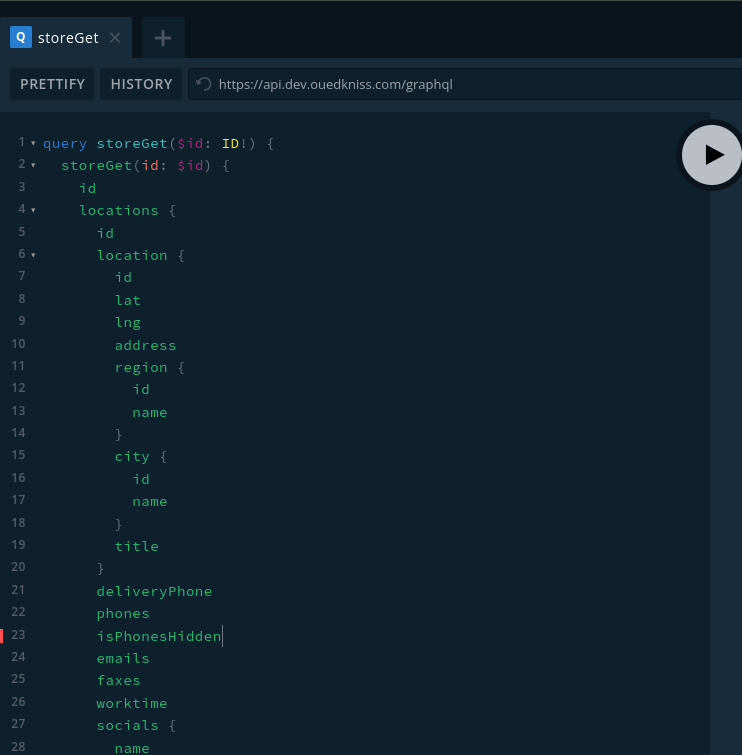 Q storeGet ✕ +
PRETTIFY HISTORY https://api.dev.ouedkniss.com/graphql
1 query storeGet($id: ID!) {
2 storeGet(id: $id) {
3 id
4 locations {
5 id
6 location {
7 id
8 lat
9 lng
10 address
11 region {
12 id
13 name
14 }
15 city {
16 id
17 name
18 }
19 title
20 }
21 deliveryPhone
22 phones
23 isPhonesHidden
24 emails
25 faxes
26 worktime
27 socials {
28 name